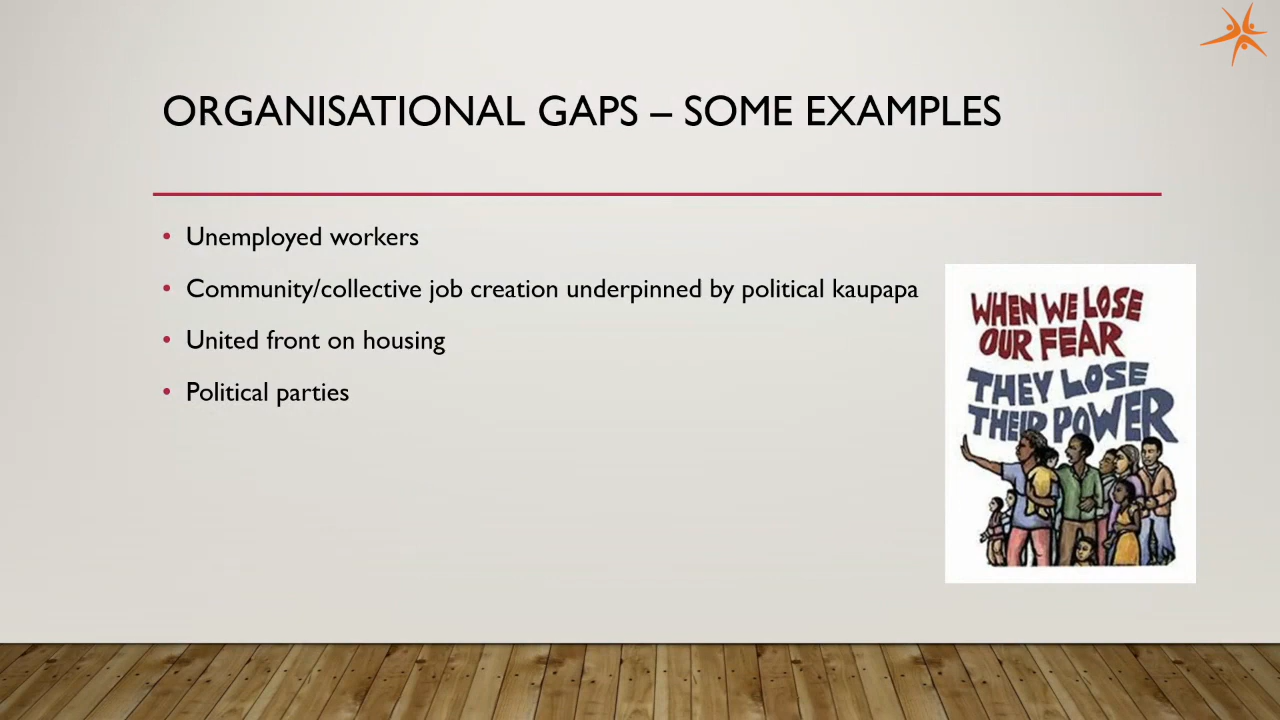 ORGANISATIONAL GAPS – SOME EXAMPLES
• Unemployed workers
• Community/collective job creation underpinned by political kaupapa
• United front on housing
• Political parties
WHEN WE LOSE
OUR FEAR
THEY LOSE
THEIR POWER